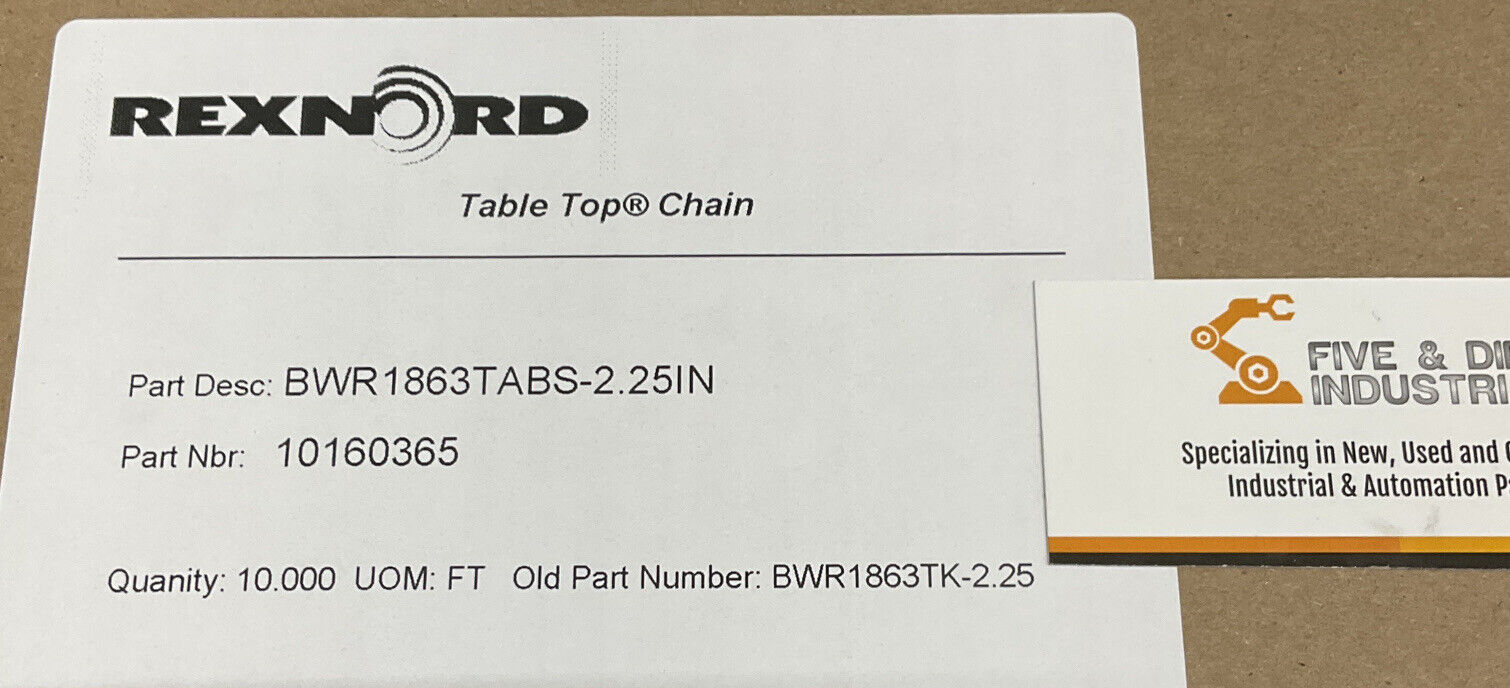 REXNORD
Table Top® Chain
Part Desc: BWR1863TABS-2.25IN
Part Nbr: 10160365
Quanity: 10.000 UOM: FT Old Part Number: BWR1863TK-2.25
FIVE &
Specializing in New, Used and
Industrial & Automation